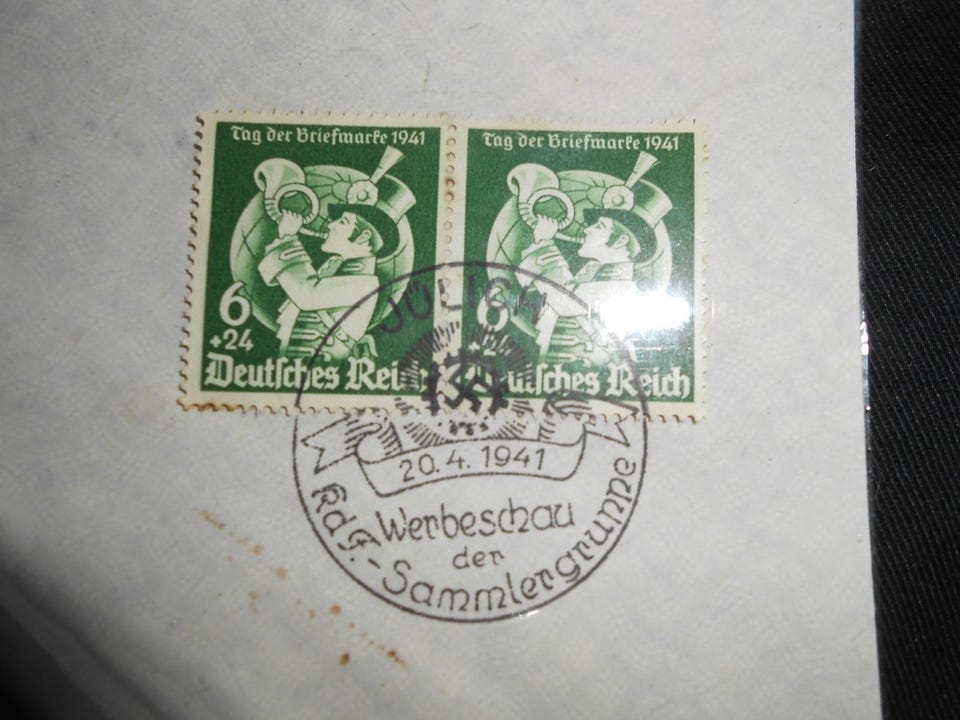 Tag der Briefmarke 1941
6
+24
Deutsches Reich
Tag der Briefmarke 1941
6
Deutsches Reich
JÜLICH
20.4.1941
Werbeschau
der
KdF.-Sammlergruppe